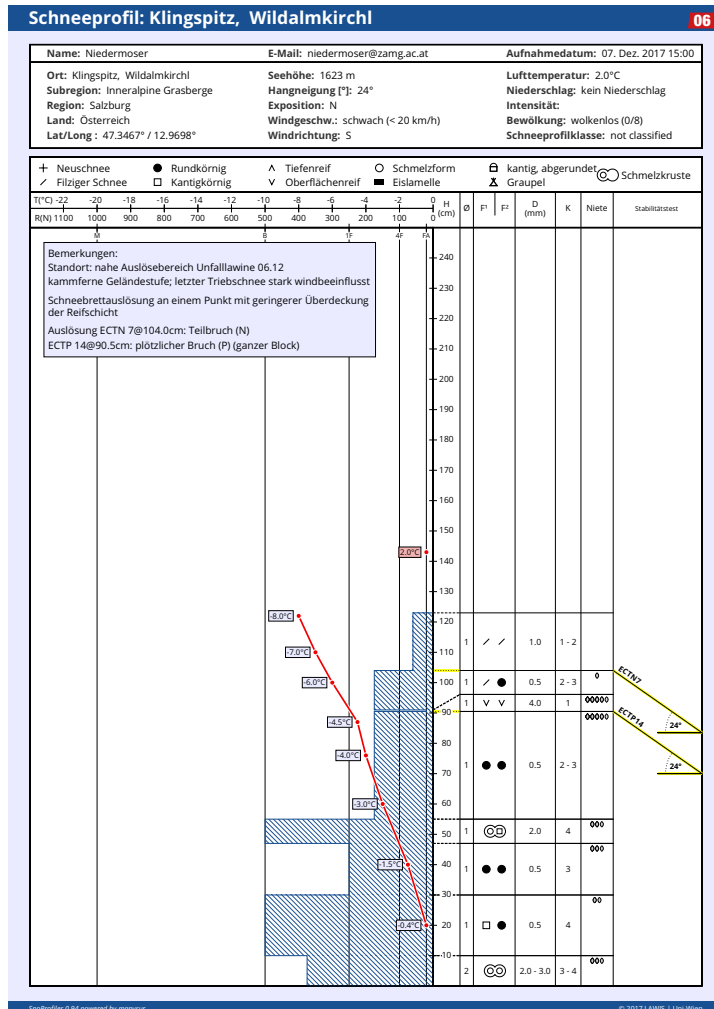 Schneeprofil: Klingspitz, Wildalmkirchl
06
Name: Niedermoser E-Mail: niedermoser@zamg.ac.at Aufnahmedatum: 07. Dez. 2017 15:00
Ort: Klingspitz, Wildalmkirchl Seehöhe: 1623 m Lufttemperatur: 2.0°C
Subregion: Inneralpine Grasberge Hangneigung [°]: 24° Niederschlag: kein Niederschlag
Region: Salzburg Exposition: N Intensität:
Land: Österreich Windgeschw.: schwach (< 20 km/h) Bewölkung: wolkenlos (0/8)
Lat/Long : 47.3467° / 12.9698° Windrichtung: S Schneeprofilklasse: not classified
Neuschnee Rundkörnig Tiefenreif Schmelzform kantig, abgerundet Schmelzkruste
Filziger Schnee Kantigkörnig Oberflächenreif Eislamelle Graupel
T(°C) -22 -20 -18 -16 -14 -12 -10 -8 -6 -4 -2 0 H (cm) Ø F¹ F² D (mm) K Niete Stabilitätstest
R(N) 1100 1000 900 800 700 600 500 400 300 200 100 0
M B 1F 4F FA
Bemerkungen:
Standort: nahe Auslösebereich Unfalllawine 06.12
kammferne Geländestufe; letzter Triebschnee stark windbeeinflusst
Schneebrettauslösung an einem Punkt mit geringerer Überdeckung
der Reifschicht
Auslösung ECTN 7@104.0cm: Teilbruch (N)
ECTP 14@90.5cm: plötzlicher Bruch (P) (ganzer Block)
240
230
220
210
200
190
180
170
160
150
2.0°C
140
130
120
-8.0°C
1 1.0 1 - 2
-7.0°C 110
-6.0°C 100 1 0.5 2 - 3 ECTN7
1 4.0 1
90
-4.5°C ECTP14 24°
80
-4.0°C
1 0.5 2 - 3 24°
70
-3.0°C 60
50 1 2.0 4
-1.5°C 40 1 0.5 3
30
-0.4°C 20 1 0.5 4
10
2 2.0 - 3.0 3 - 4